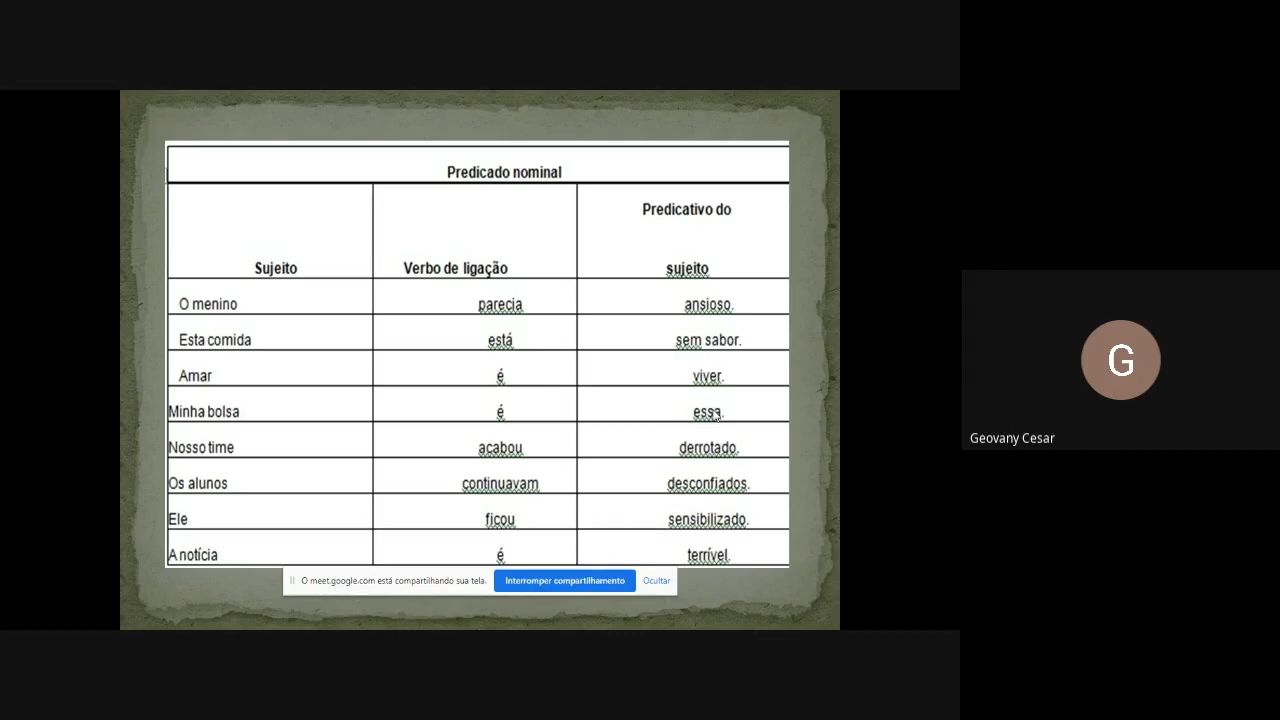 Predicado nominal
Predicativo do
Sujeito Verbo de ligação sujeito
O menino parecia ansioso.
Esta comida está sem sabor.
Amar é viver.
Minha bolsa é essa.
Nosso time acabou derrotado.
Os alunos continuavam desconfiados.
Ele ficou sensibilizado.
A notícia é terrível.
O meet.google.com está compartilhando sua tela. Interromper compartilhamento Ocultar
G
Geovany Cesar